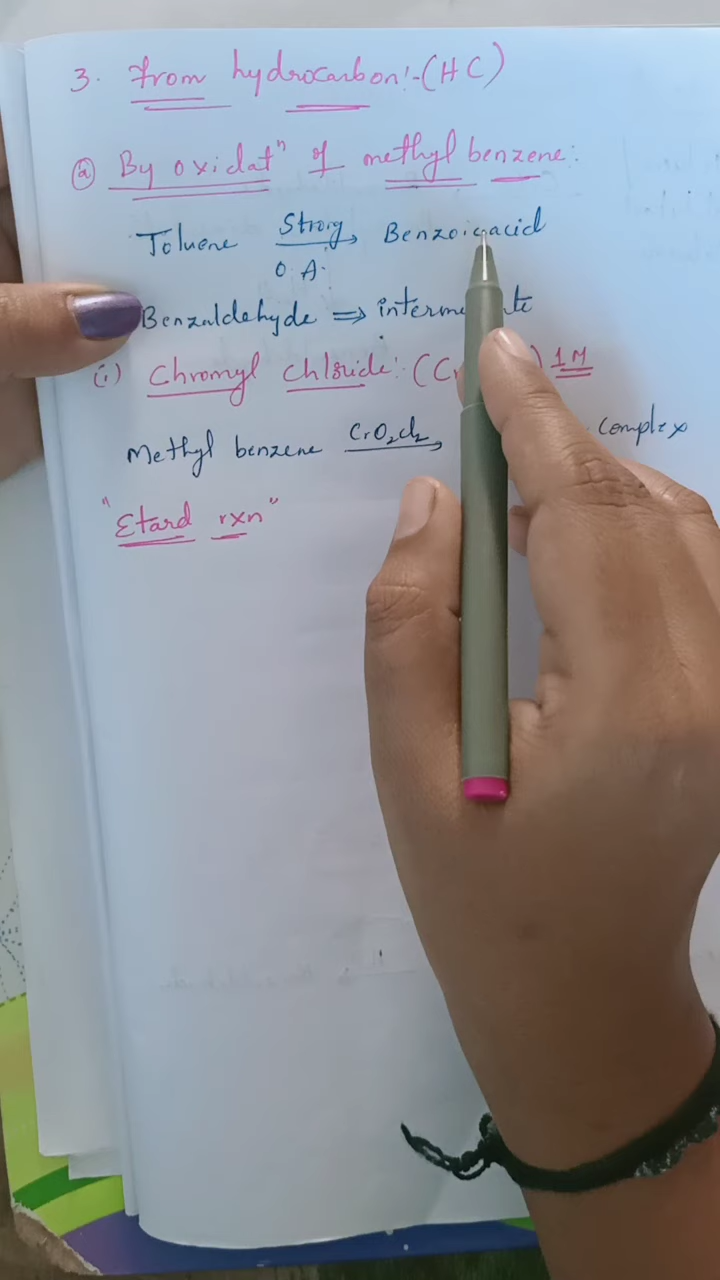 3. From hydrocarbon:-(HC)
(a) By oxidatⁿ of methyl benzene:
Toluene Strong O.A. → Benzoic acid
Benzaldehyde ⇒
(i) Chromyl chloride: 1M
Methyl benzene CrO₂Cl₂ → complex
"Etard rxn"